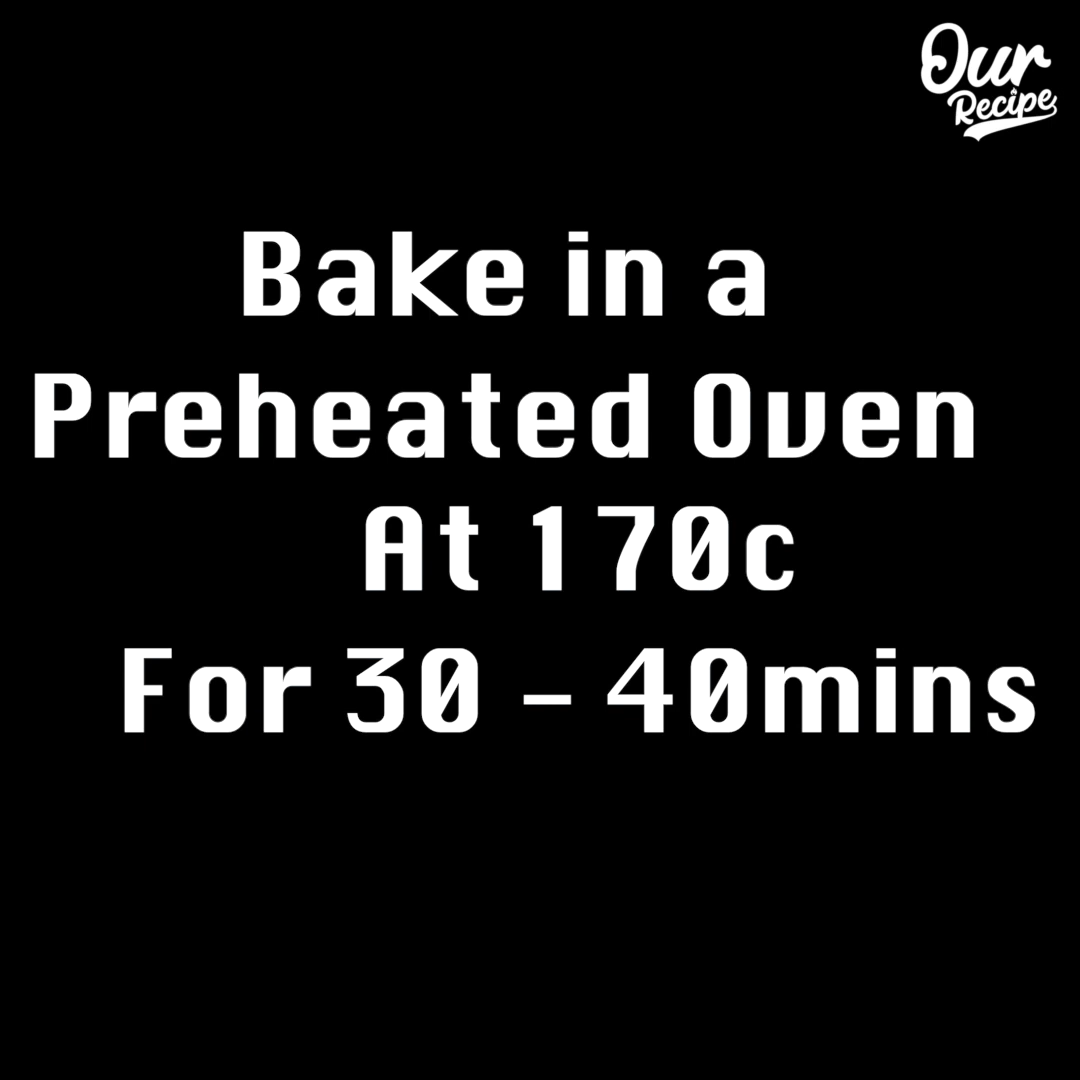 Our
Recipe
Bake in a
Preheated Oven
At 170c
For 30 - 40mins